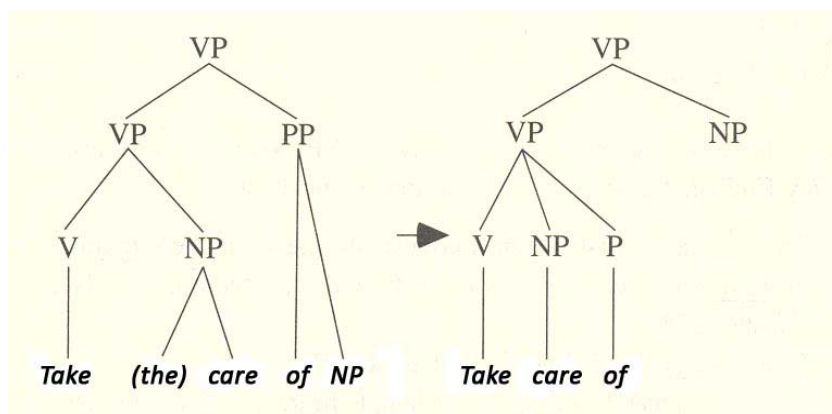 VP VP
VP PP VP NP
V NP V NP P
Take (the) care of NP Take care of